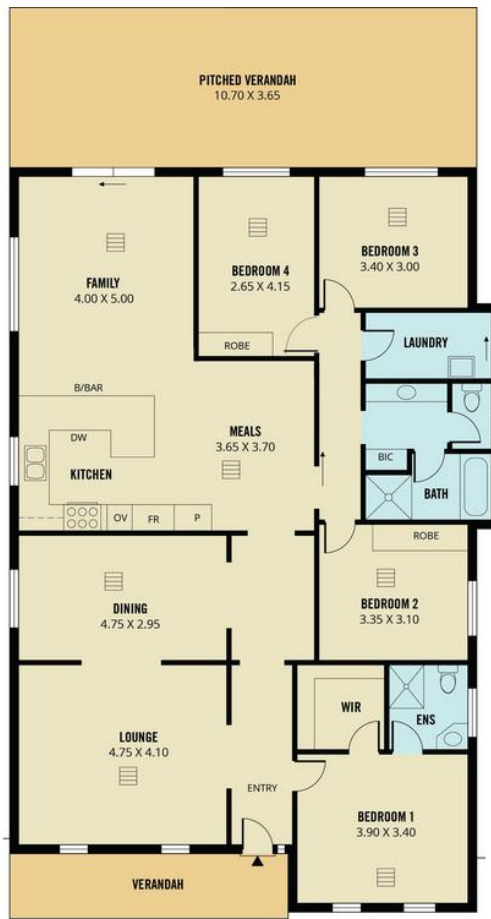 PITCHED VERANDAH
10.70 X 3.65
FAMILY
4.00 X 5.00
BEDROOM 4
2.65 X 4.15
ROBE
BEDROOM 3
3.40 X 3.00
LAUNDRY
B/BAR
DW
KITCHEN
MEALS
3.65 X 3.70
BIC
BATH
OV
FR
P
ROBE
DINING
4.75 X 2.95
BEDROOM 2
3.35 X 3.10
LOUNGE
4.75 X 4.10
WIR
ENS
ENTRY
BEDROOM 1
3.90 X 3.40
VERANDAH